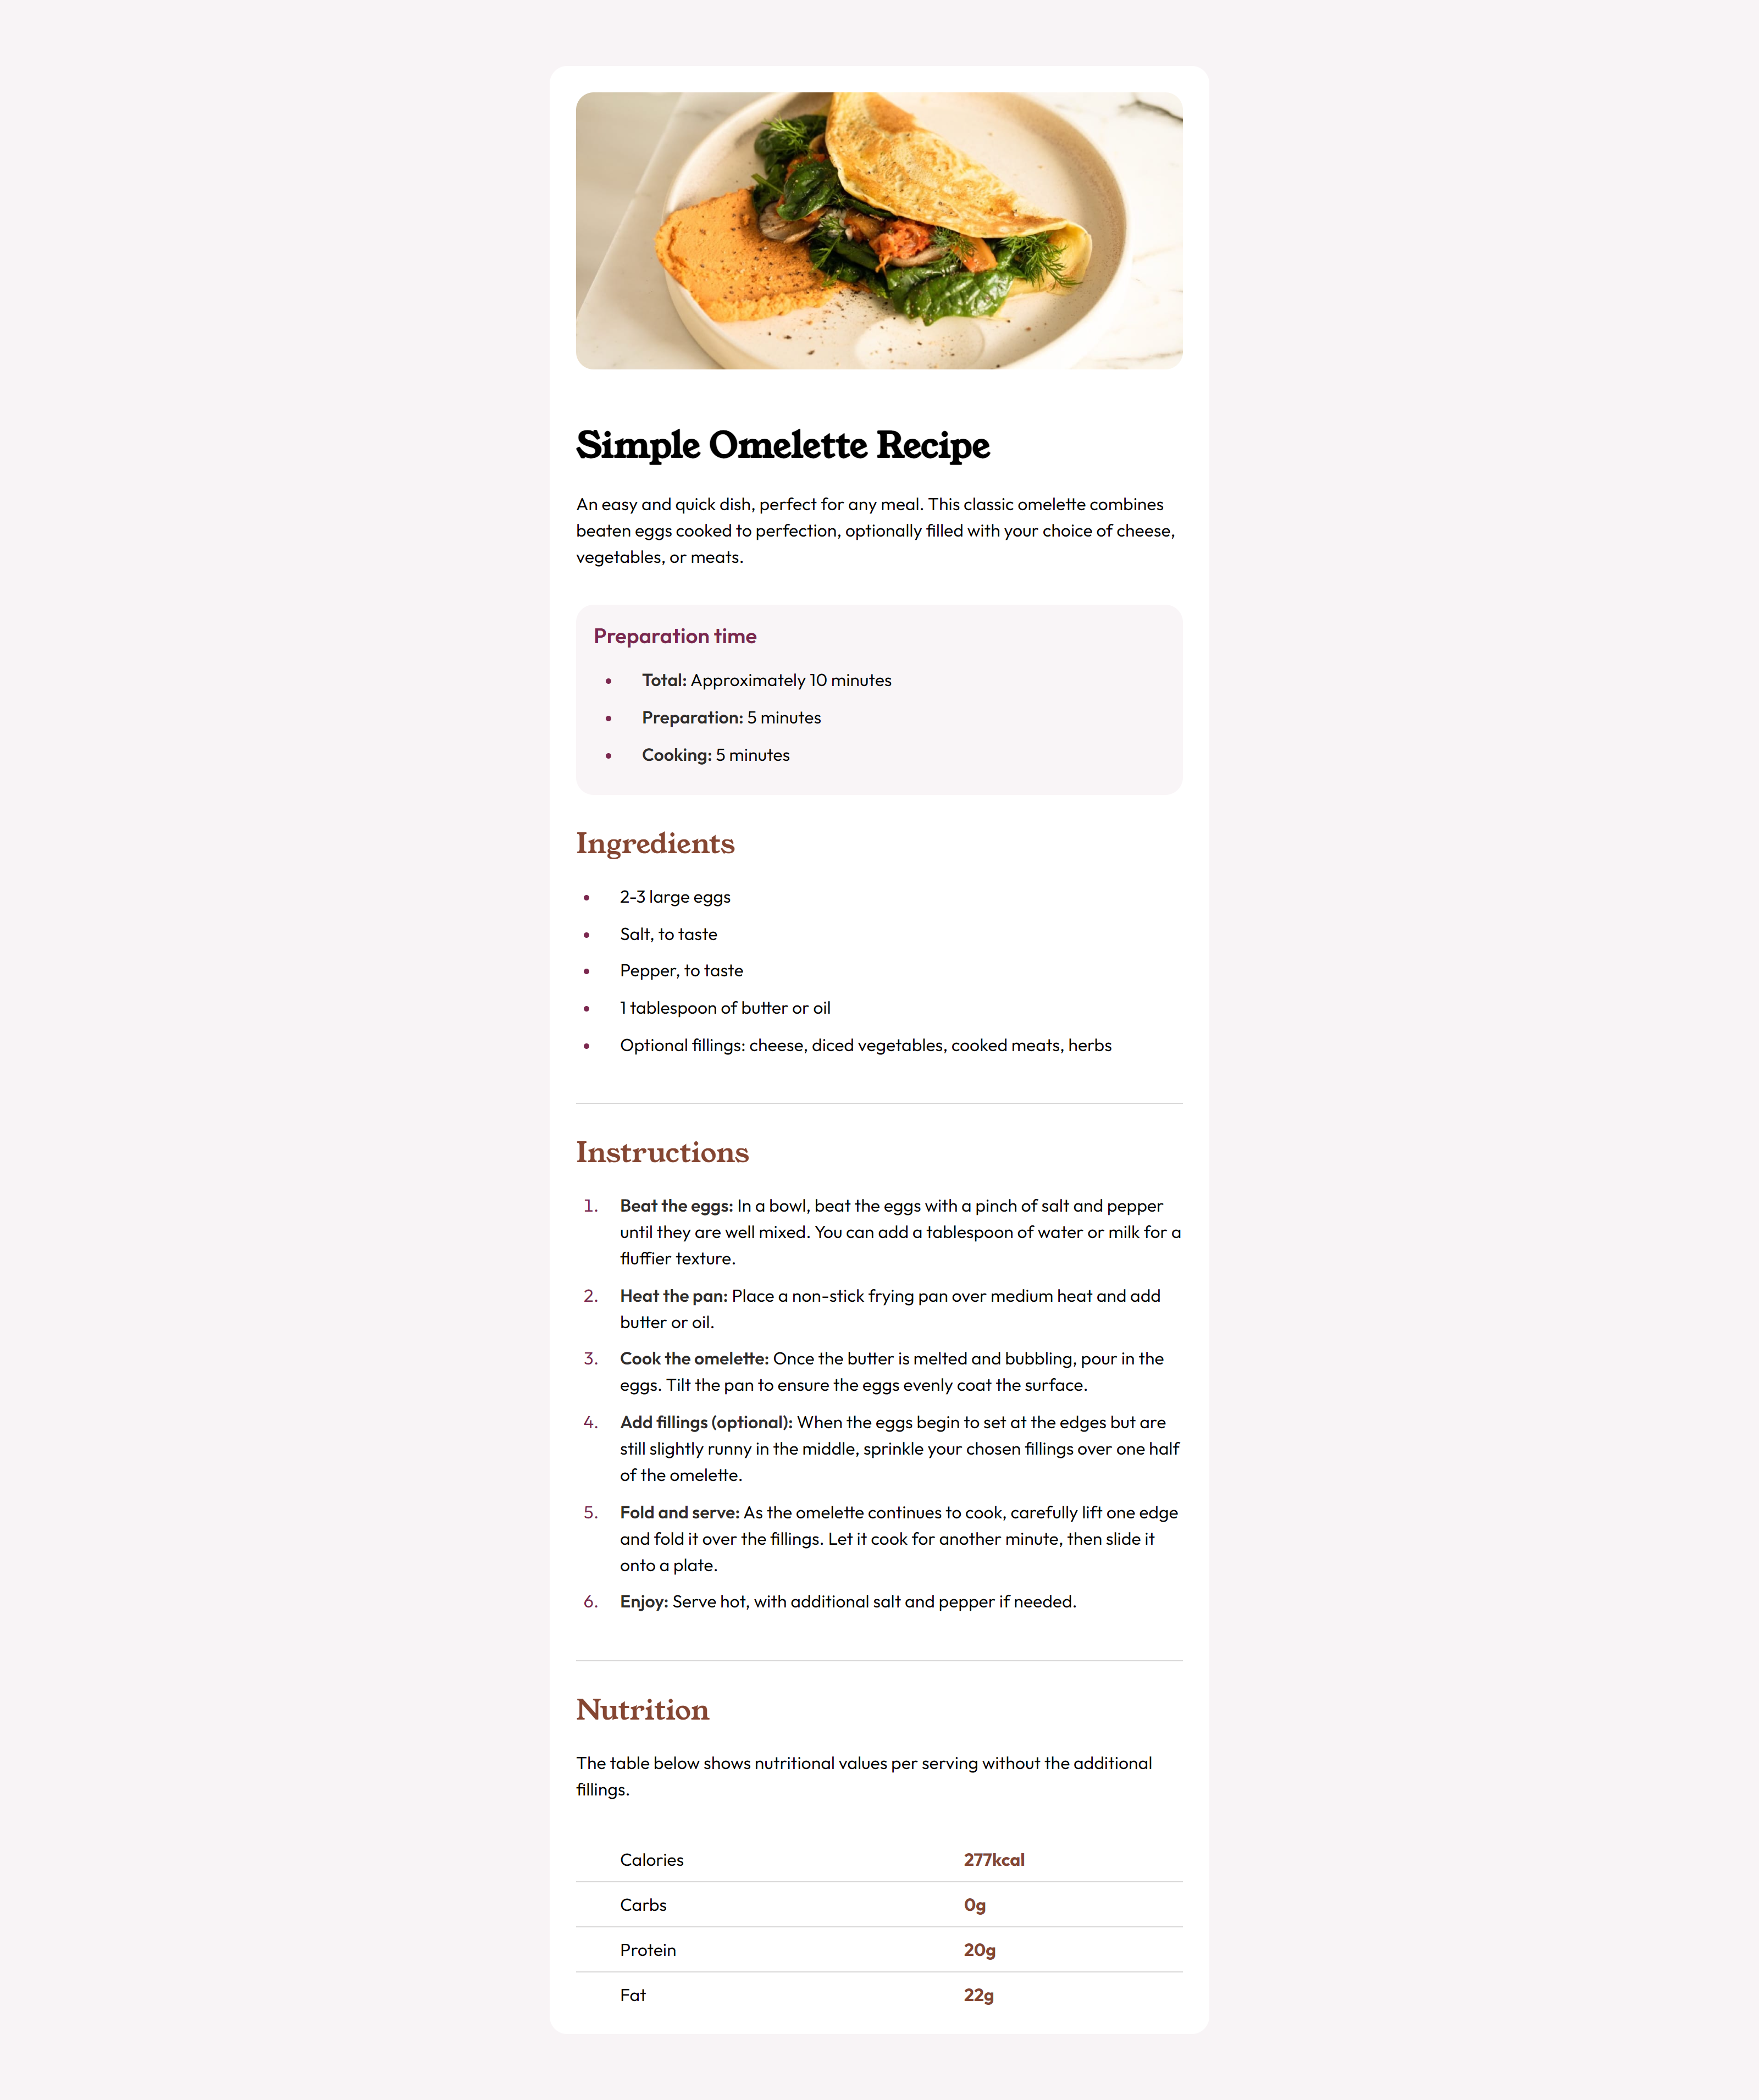 Simple Omelette Recipe
An easy and quick dish, perfect for any meal. This classic omelette combines
beaten eggs cooked to perfection, optionally filled with your choice of cheese,
vegetables, or meats.
Preparation time
• Total: Approximately 10 minutes
• Preparation: 5 minutes
• Cooking: 5 minutes
Ingredients
• 2-3 large eggs
• Salt, to taste
• Pepper, to taste
• 1 tablespoon of butter or oil
• Optional fillings: cheese, diced vegetables, cooked meats, herbs
Instructions
1. Beat the eggs: In a bowl, beat the eggs with a pinch of salt and pepper
until they are well mixed. You can add a tablespoon of water or milk for a
fluffier texture.
2. Heat the pan: Place a non-stick frying pan over medium heat and add
butter or oil.
3. Cook the omelette: Once the butter is melted and bubbling, pour in the
eggs. Tilt the pan to ensure the eggs evenly coat the surface.
4. Add fillings (optional): When the eggs begin to set at the edges but are
still slightly runny in the middle, sprinkle your chosen fillings over one half
of the omelette.
5. Fold and serve: As the omelette continues to cook, carefully lift one edge
and fold it over the fillings. Let it cook for another minute, then slide it
onto a plate.
6. Enjoy: Serve hot, with additional salt and pepper if needed.
Nutrition
The table below shows nutritional values per serving without the additional
fillings.
Calories 277kcal
Carbs 0g
Protein 20g
Fat 22g